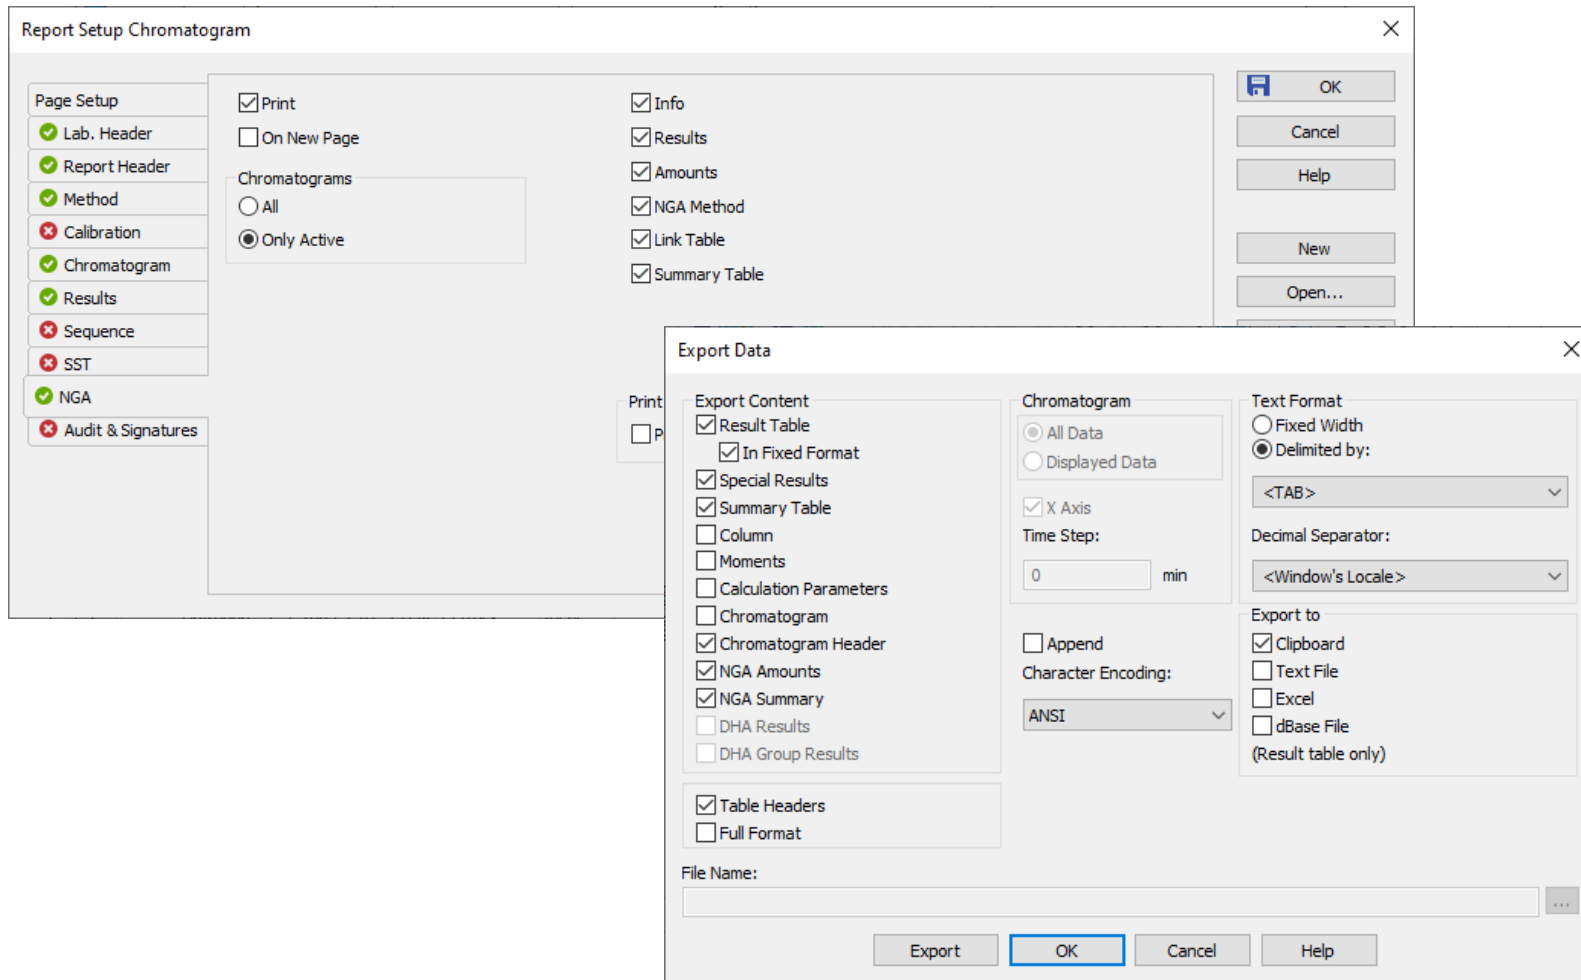 Report Setup Chromatogram
Page Setup
Lab. Header
Report Header
Method
Calibration
Chromatogram
Results
Sequence
SST
NGA
Audit & Signatures
Print
On New Page
Chromatograms
All
Only Active
Info
Results
Amounts
NGA Method
Link Table
Summary Table
Print
OK
Cancel
Help
New
Open...
Export Data
Export Content
Result Table
In Fixed Format
Special Results
Summary Table
Column
Moments
Calculation Parameters
Chromatogram
Chromatogram Header
NGA Amounts
NGA Summary
DHA Results
DHA Group Results
Table Headers
Full Format
Chromatogram
All Data
Displayed Data
X Axis
Time Step:
0 min
Append
Character Encoding:
ANSI
Text Format
Fixed Width
Delimited by:
<TAB>
Decimal Separator:
<Window's Locale>
Export to
Clipboard
Text File
Excel
dBase File
(Result table only)
File Name:
...
Export OK Cancel Help